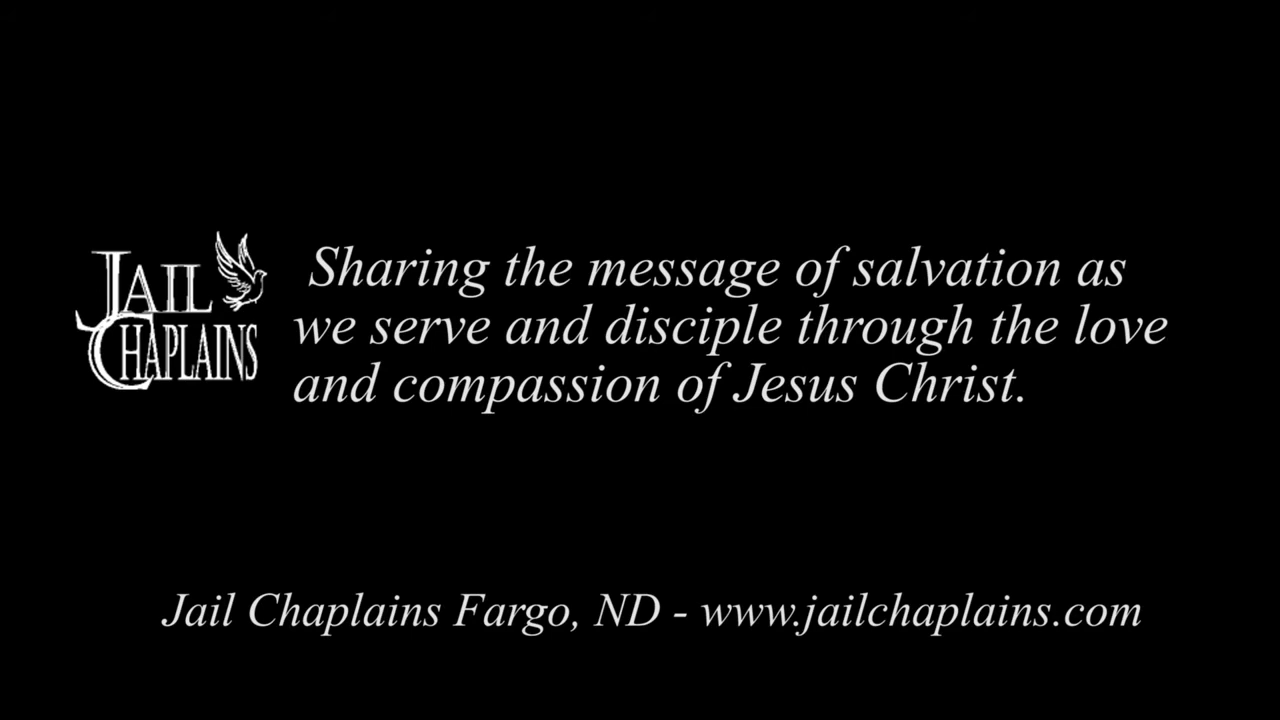 JAIL
CHAPLAINS
Sharing the message of salvation as
we serve and disciple through the love
and compassion of Jesus Christ.
Jail Chaplains Fargo, ND - www.jailchaplains.com